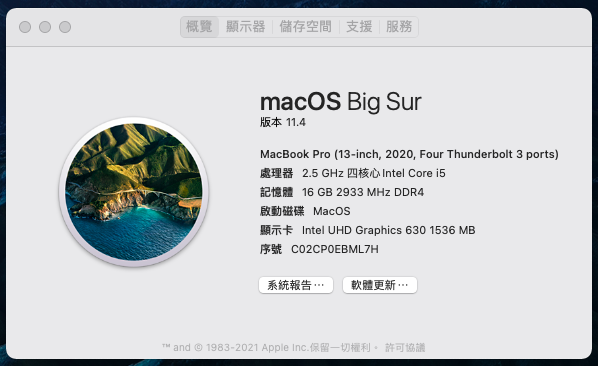 概覽 顯示器 儲存空間 支援 服務
macOS Big Sur
版本 11.4
MacBook Pro (13-inch, 2020, Four Thunderbolt 3 ports)
處理器 2.5 GHz 四核心Intel Core i5
記憶體 16 GB 2933 MHz DDR4
啟動磁碟 MacOS
顯示卡 Intel UHD Graphics 630 1536 MB
序號 C02CP0EBML7H
系統報告⋯ 軟體更新⋯
™ and © 1983-2021 Apple Inc.保留一切權利。 許可協議